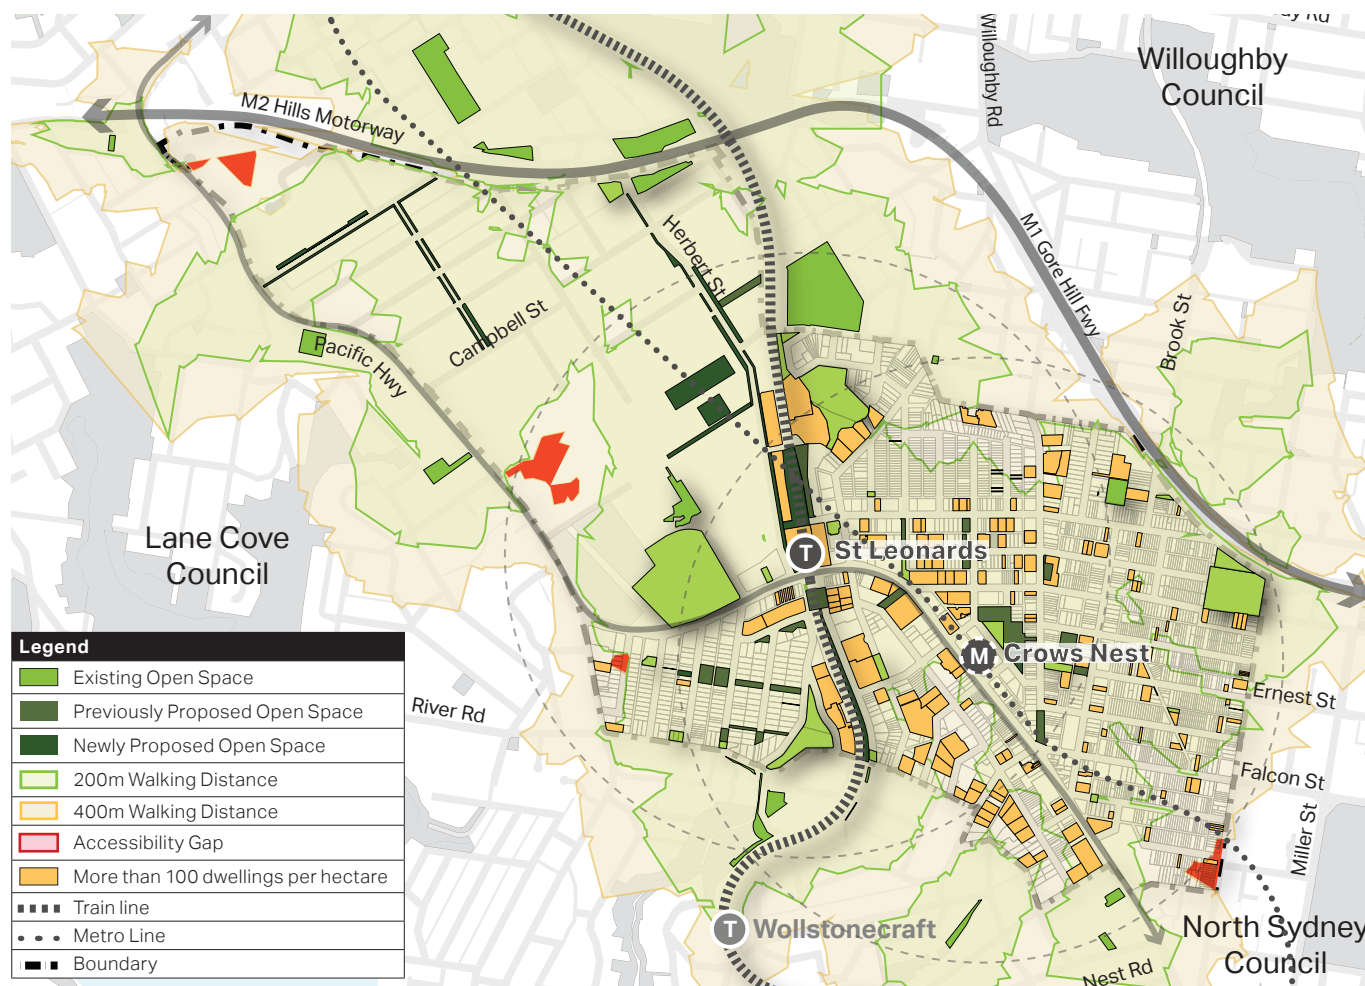 Willoughby Rd
Willoughby
Council
M2 Hills Motorway
Herbert St
M1 Gore Hill Fwy
Brook St
Campbell St
Pacific Hwy
Lane Cove
Council
T
St Leonards
M
Crows Nest
Legend
Existing Open Space
Previously Proposed Open Space
Newly Proposed Open Space
200m Walking Distance
400m Walking Distance
Accessibility Gap
More than 100 dwellings per hectare
Train line
Metro Line
Boundary
River Rd
Ernest St
Falcon St
Miller St
T
Wollstonecraft
North Sydney
Council
Nest Rd